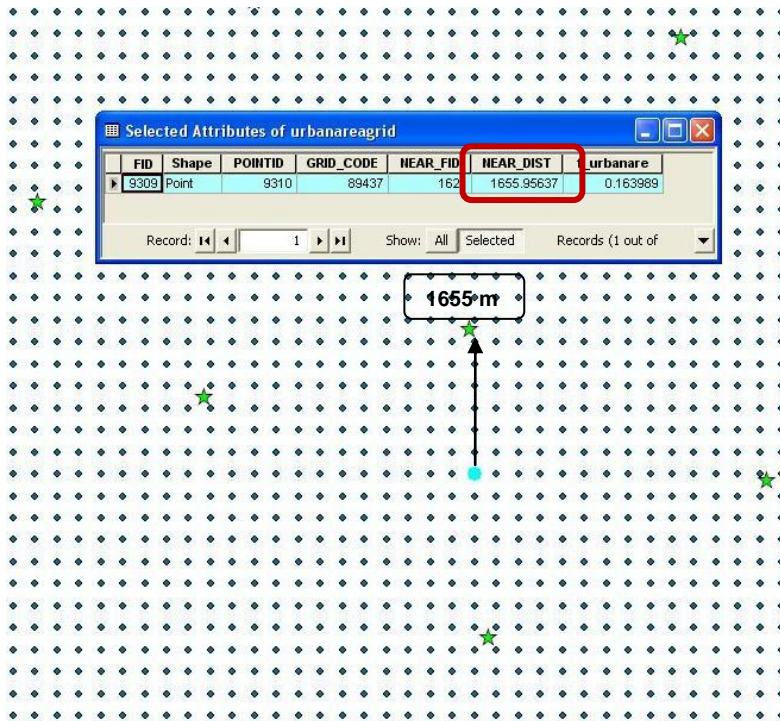 Selected Attributes of urbanareagrid
FID Shape POINTID GRID_CODE NEAR_FID NEAR_DIST urbanare
9309 Point 9310 89437 162 1655.95637 0.163989
Record: 1 Show: All Selected Records (1 out of
1655 m